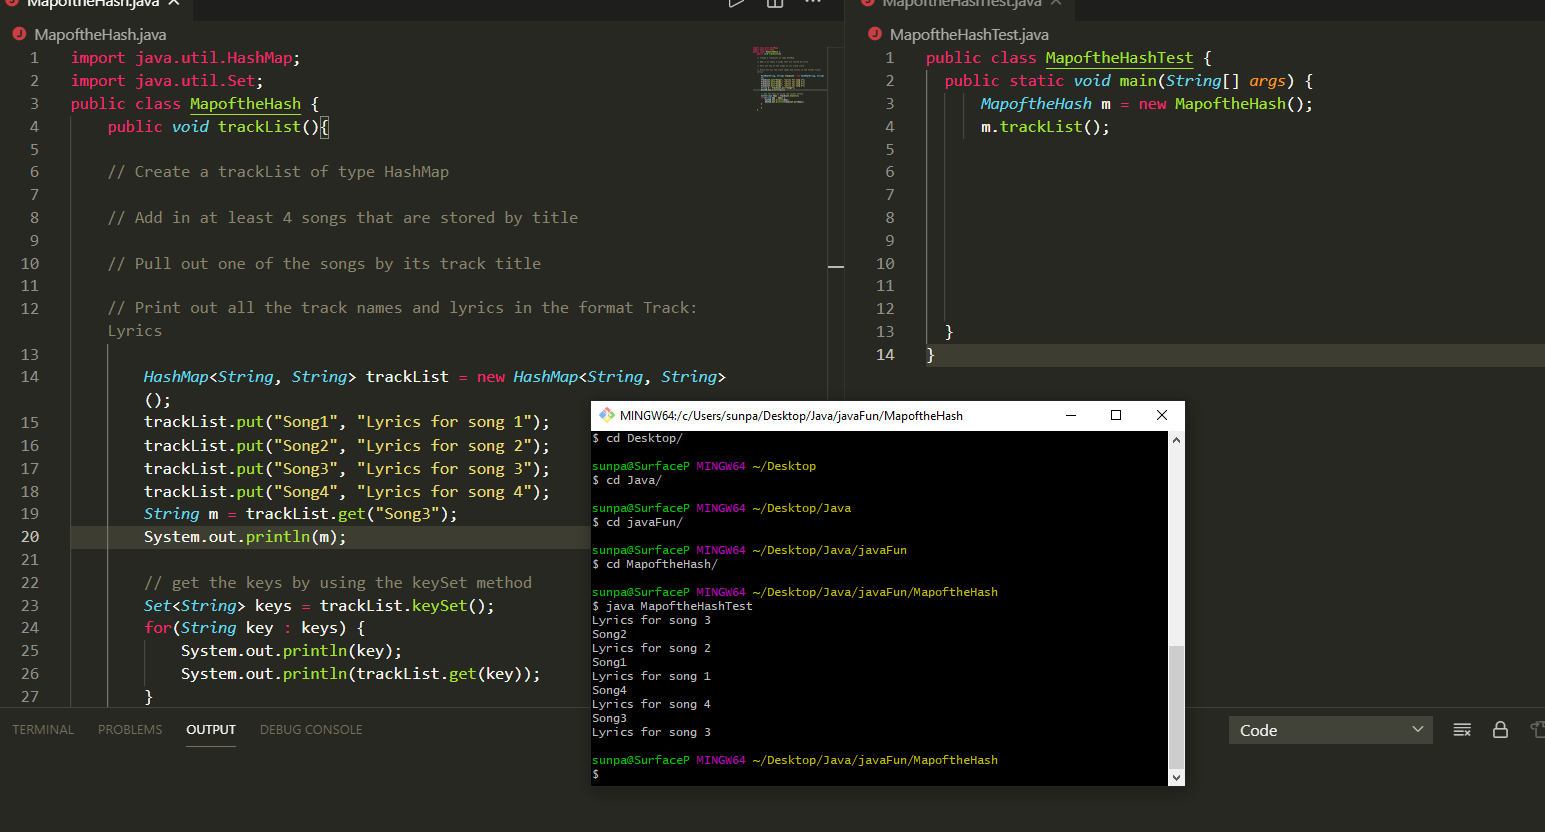 MapoftheHash.java
MapoftheHash.java
1 import java.util.HashMap;
2 import java.util.Set;
3 public class MapoftheHash {
4 public void trackList(){
5
6 // Create a trackList of type HashMap
7
8 // Add in at least 4 songs that are stored by title
9
10 // Pull out one of the songs by its track title
11
12 // Print out all the track names and lyrics in the format Track:
Lyrics
13
14 HashMap<String, String> trackList = new HashMap<String, String>
();
15 trackList.put("Song1", "Lyrics for song 1");
16 trackList.put("Song2", "Lyrics for song 2");
17 trackList.put("Song3", "Lyrics for song 3");
18 trackList.put("Song4", "Lyrics for song 4");
19 String m = trackList.get("Song3");
20 System.out.println(m);
21
22 // get the keys by using the keySet method
23 Set<String> keys = trackList.keySet();
24 for(String key : keys) {
25 System.out.println(key);
26 System.out.println(trackList.get(key));
27 }
MapoftheHashTest.java
MapoftheHashTest.java
1 public class MapoftheHashTest {
2 public static void main(String[] args) {
3 MapoftheHash m = new MapoftheHash();
4 m.trackList();
5
6
7
8
9
10
11
12
13 }
14 }
MINGW64:/c/Users/sunpa/Desktop/Java/javaFun/MapoftheHash
$ cd Desktop/
sunpa@SurfaceP MINGW64 ~/Desktop
$ cd Java/
sunpa@SurfaceP MINGW64 ~/Desktop/Java
$ cd javaFun/
sunpa@SurfaceP MINGW64 ~/Desktop/Java/javaFun
$ cd MapoftheHash/
sunpa@SurfaceP MINGW64 ~/Desktop/Java/javaFun/MapoftheHash
$ java MapoftheHashTest
Lyrics for song 3
Song2
Lyrics for song 2
Song1
Lyrics for song 1
Song4
Lyrics for song 4
Song3
Lyrics for song 3
sunpa@SurfaceP MINGW64 ~/Desktop/Java/javaFun/MapoftheHash
$
TERMINAL PROBLEMS OUTPUT DEBUG CONSOLE
Code